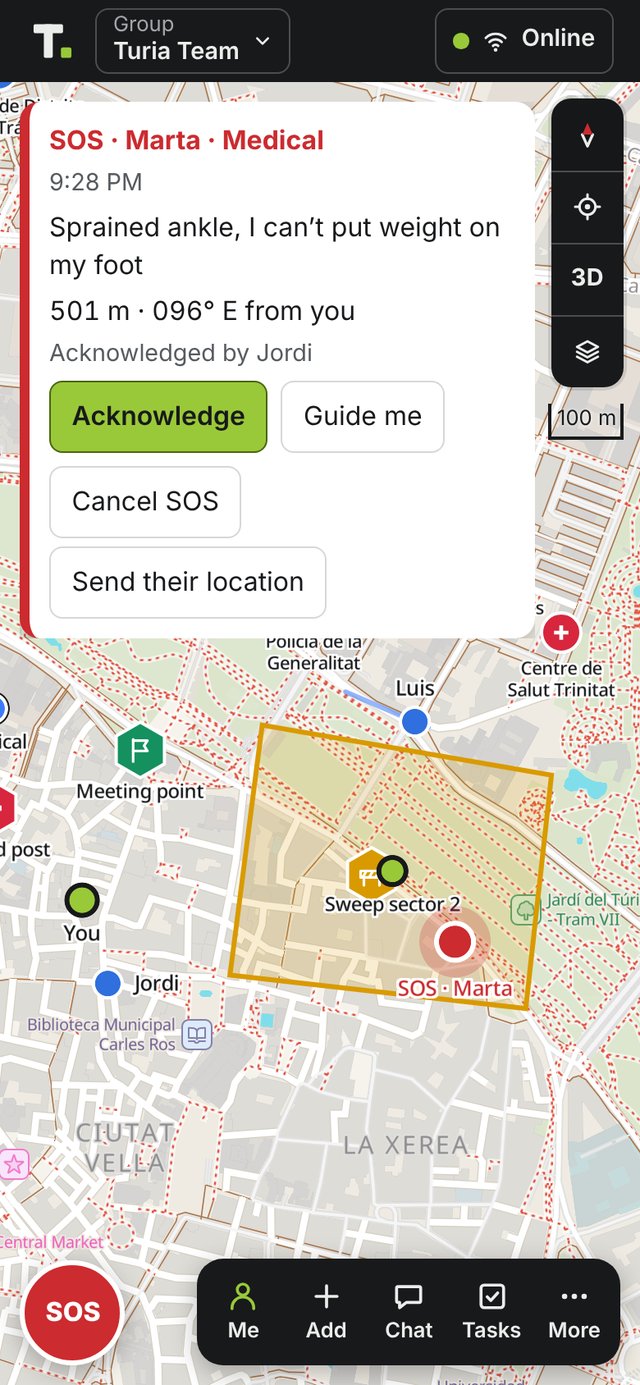 T.
Group
Turia Team
Online
SOS · Marta · Medical
9:28 PM
Sprained ankle, I can’t put weight on
my foot
501 m · 096° E from you
Acknowledged by Jordi
Acknowledge
Guide me
Cancel SOS
Send their location
3D
100 m
Policia de la
Generalitat
Centre de
Salut Trinitat
Luis
Meeting point
post
Sweep sector 2
You
Jardí del Túri
- Tram VII
Jordi
SOS · Marta
Biblioteca Municipal
Carles Ros
CIUTAT
VELLA
LA XEREA
Central Market
SOS
Me
Add
Chat
Tasks
More